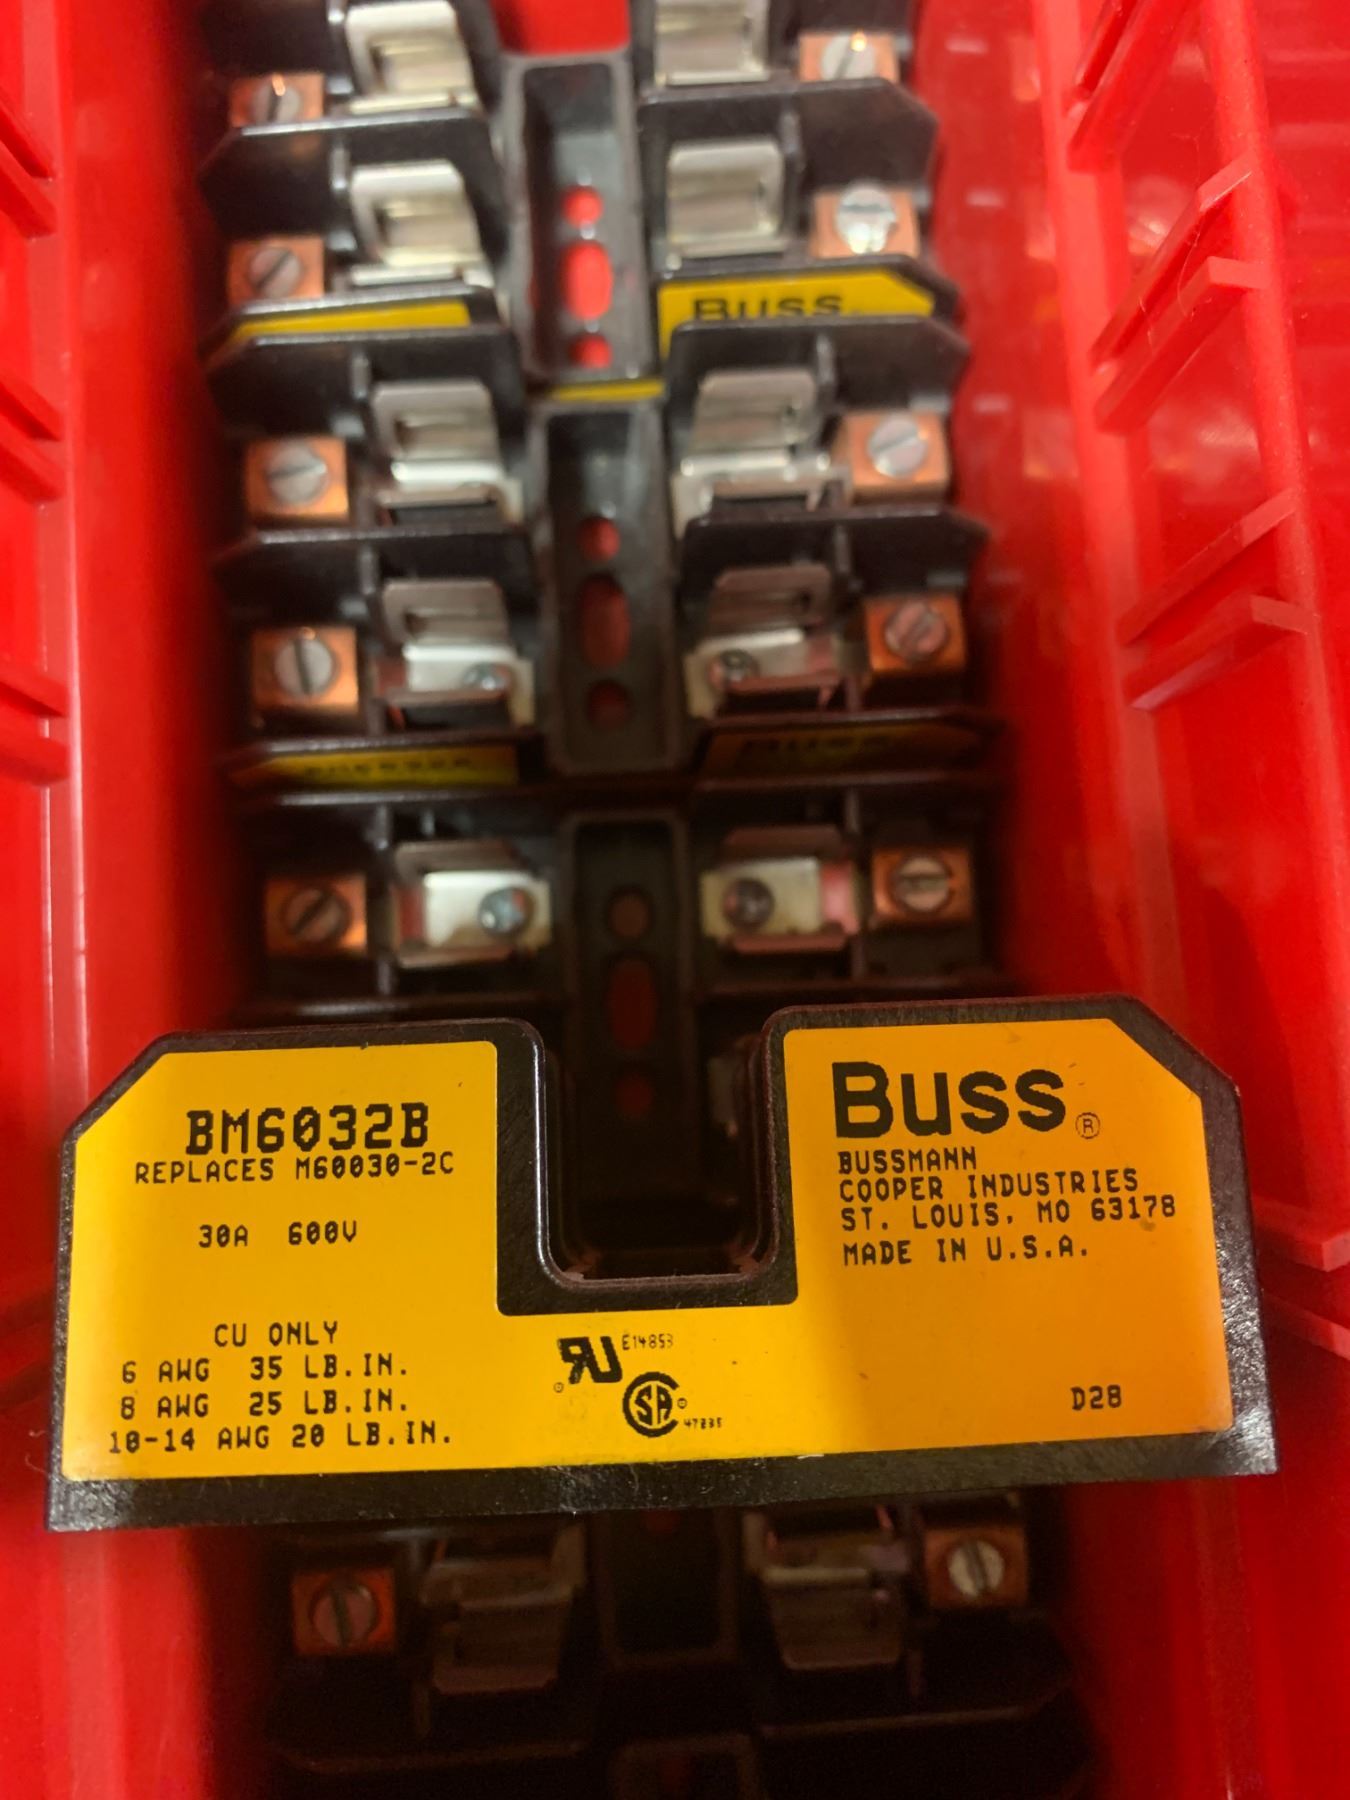 Buss
Buss
BM6032B
REPLACES M60030-2C
30A 600V
CU ONLY
6 AWG 35 LB.IN.
8 AWG 25 LB.IN.
10-14 AWG 20 LB.IN.
E14853
Buss®
BUSSMANN
COOPER INDUSTRIES
ST. LOUIS, MO 63178
MADE IN U.S.A.
D28